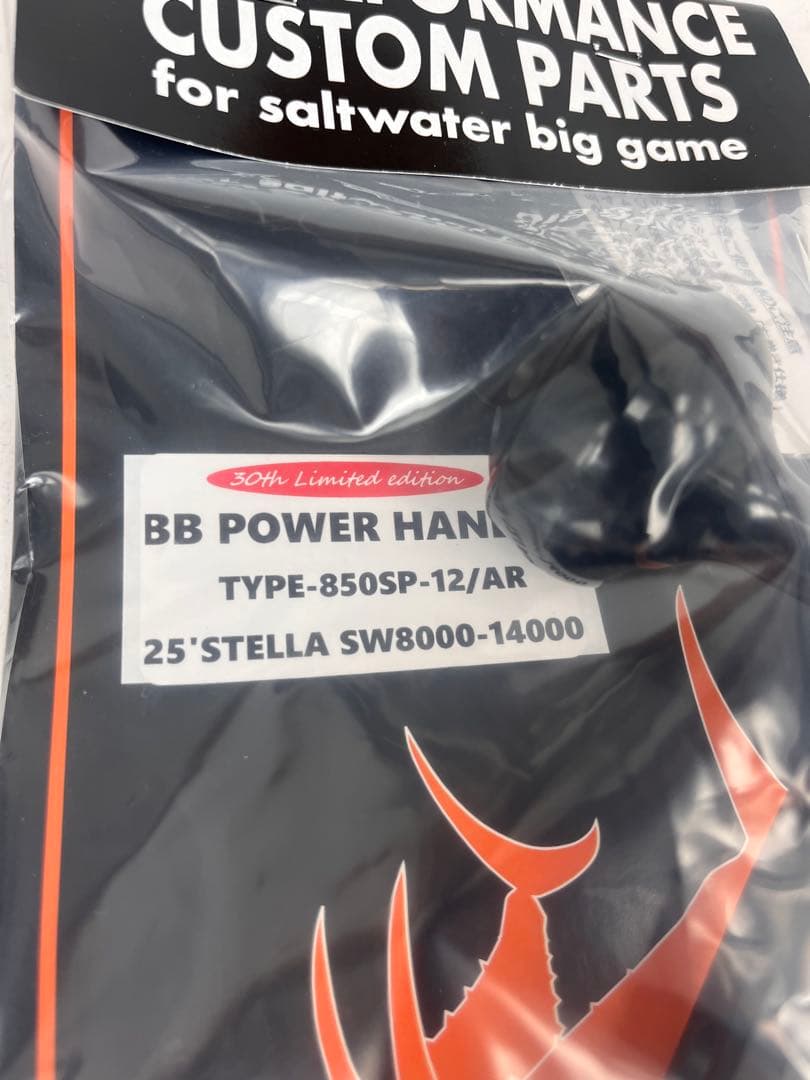 CUSTOM PARTS
for saltwater big game
30th Limited edition
BB POWER
TYPE-850SP-12/AR
25'STELLA SW8000-14000